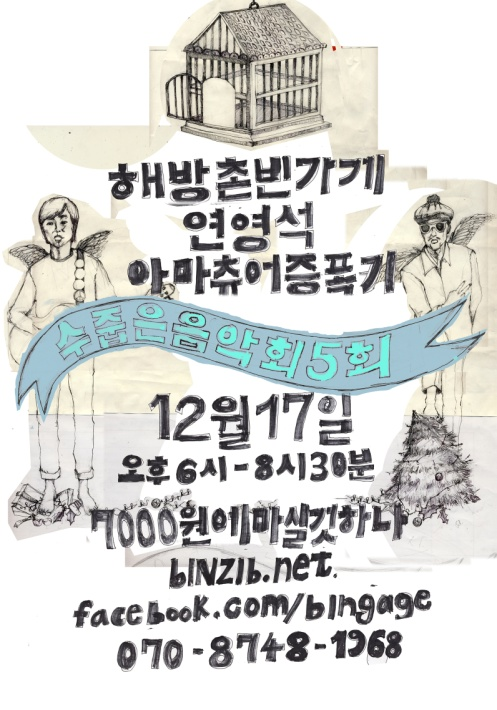 해방촌빈가게
연영석
아마츄어증폭기
수준은음악회5회
12월17일
오후6시-8시30분
7000원에마실것하나
bINZIb.net.
facebook.com/bingage
070-8748-1968